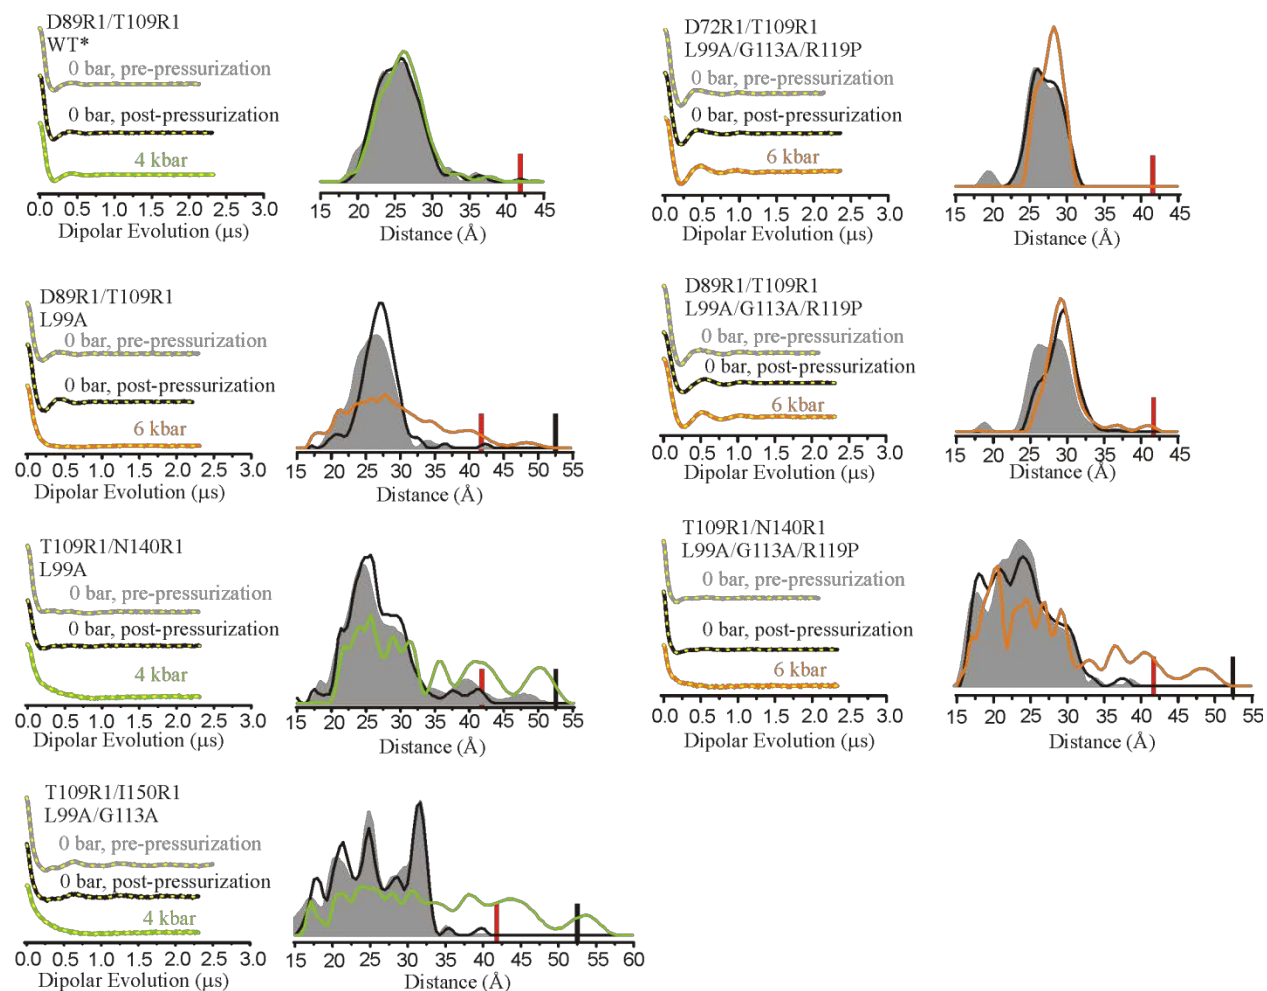 D89R1/T109R1
WT*
0 bar, pre-pressurization
0 bar, post-pressurization
4 kbar
0.0 0.5 1.0 1.5 2.0 2.5 3.0
Dipolar Evolution (μs)
15 20 25 30 35 40 45
Distance (Å)
D72R1/T109R1
L99A/G113A/R119P
0 bar, pre-pressurization
0 bar, post-pressurization
6 kbar
0.0 0.5 1.0 1.5 2.0 2.5 3.0
Dipolar Evolution (μs)
15 20 25 30 35 40 45
Distance (Å)
D89R1/T109R1
L99A
0 bar, pre-pressurization
0 bar, post-pressurization
6 kbar
0.0 0.5 1.0 1.5 2.0 2.5 3.0
Dipolar Evolution (μs)
15 20 25 30 35 40 45 50 55
Distance (Å)
D89R1/T109R1
L99A/G113A/R119P
0 bar, pre-pressurization
0 bar, post-pressurization
6 kbar
0.0 0.5 1.0 1.5 2.0 2.5 3.0
Dipolar Evolution (μs)
15 20 25 30 35 40 45
Distance (Å)
T109R1/N140R1
L99A
0 bar, pre-pressurization
0 bar, post-pressurization
4 kbar
0.0 0.5 1.0 1.5 2.0 2.5 3.0
Dipolar Evolution (μs)
15 20 25 30 35 40 45 50 55
Distance (Å)
T109R1/N140R1
L99A/G113A/R119P
0 bar, pre-pressurization
0 bar, post-pressurization
6 kbar
0.0 0.5 1.0 1.5 2.0 2.5 3.0
Dipolar Evolution (μs)
15 20 25 30 35 40 45 50 55
Distance (Å)
T109R1/I150R1
L99A/G113A
0 bar, pre-pressurization
0 bar, post-pressurization
4 kbar
0.0 0.5 1.0 1.5 2.0 2.5 3.0
Dipolar Evolution (μs)
15 20 25 30 35 40 45 50 55 60
Distance (Å)